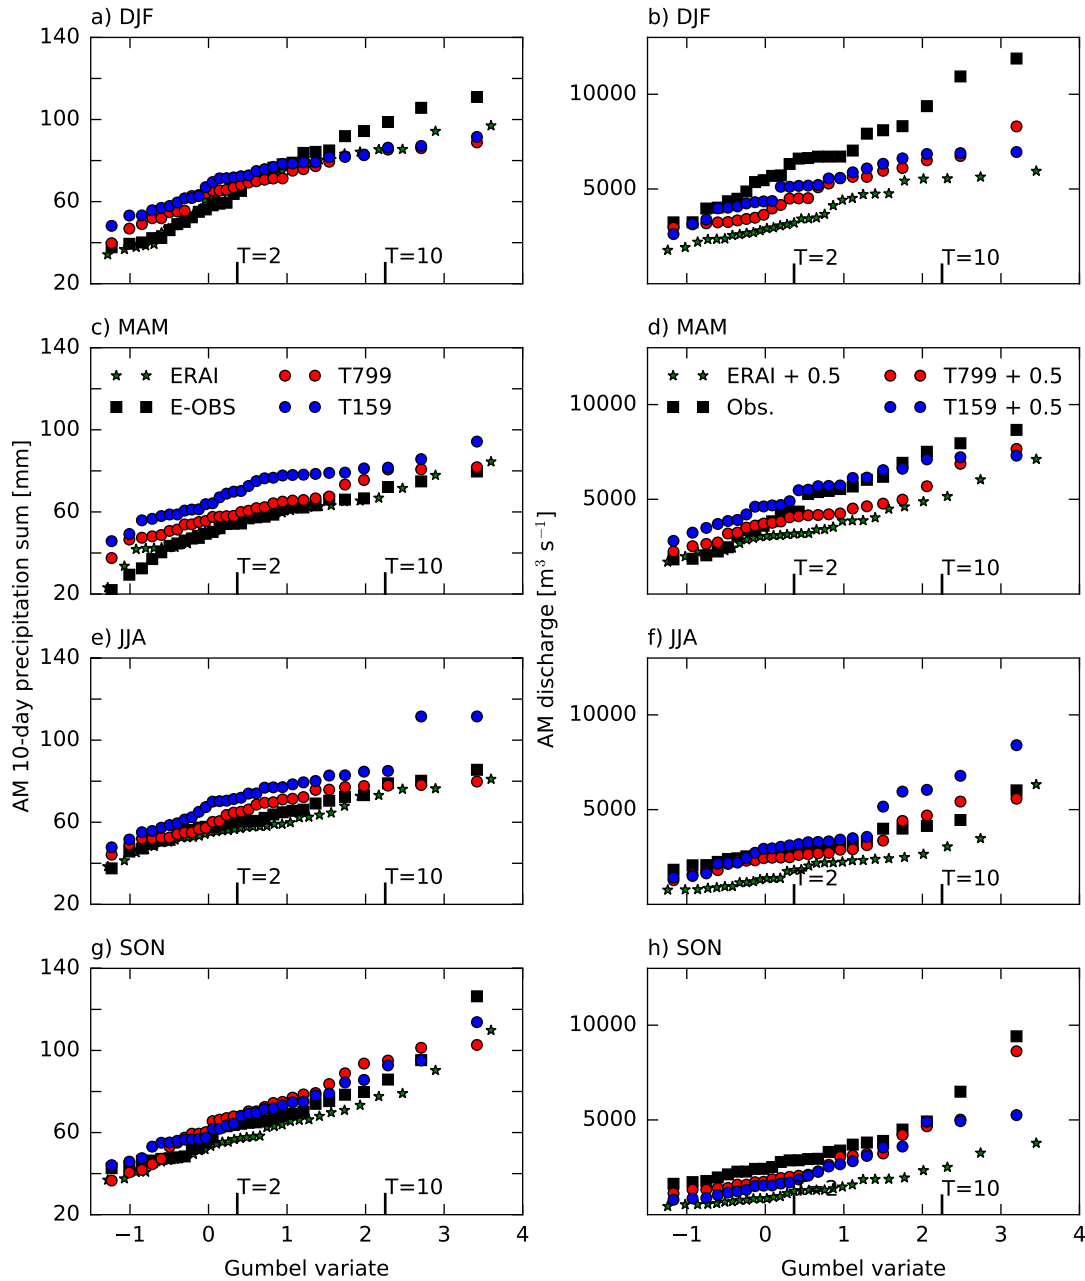 a) DJF
b) DJF
140
100
60
20
10000
5000
T=2
T=10
T=2
T=10
c) MAM
d) MAM
140
100
60
20
10000
5000
ERAI
T799
E-OBS
T159
ERAI + 0.5
T799 + 0.5
Obs.
T159 + 0.5
T=2
T=10
T=2
T=10
AM 10-day precipitation sum [mm]
AM discharge [m³ s⁻¹]
e) JJA
f) JJA
140
100
60
20
10000
5000
T=2
T=10
T=2
T=10
g) SON
h) SON
140
100
60
20
10000
5000
T=2
T=10
T=2
T=10
−1 0 1 2 3 4
−1 0 1 2 3 4
Gumbel variate
Gumbel variate